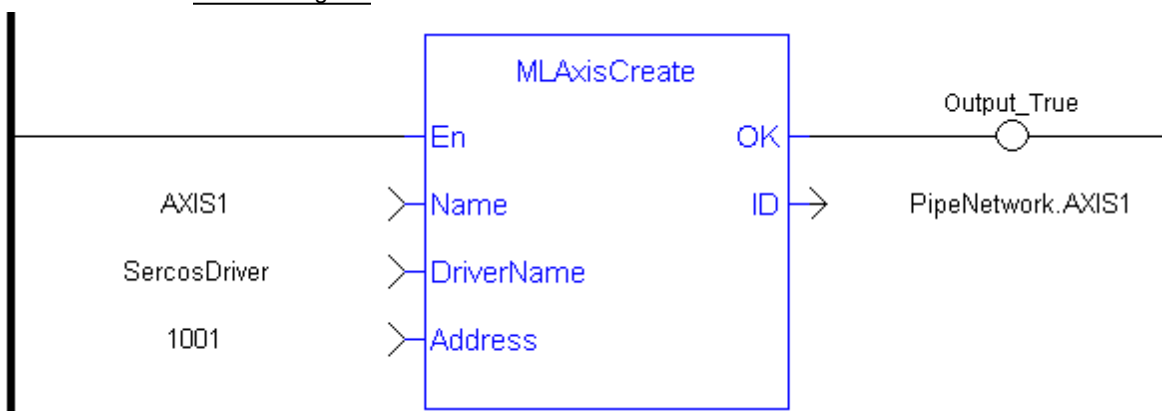 MLAxisCreate
Output_True
En OK
AXIS1 Name ID PipeNetwork.AXIS1
SercosDriver DriverName
1001 Address